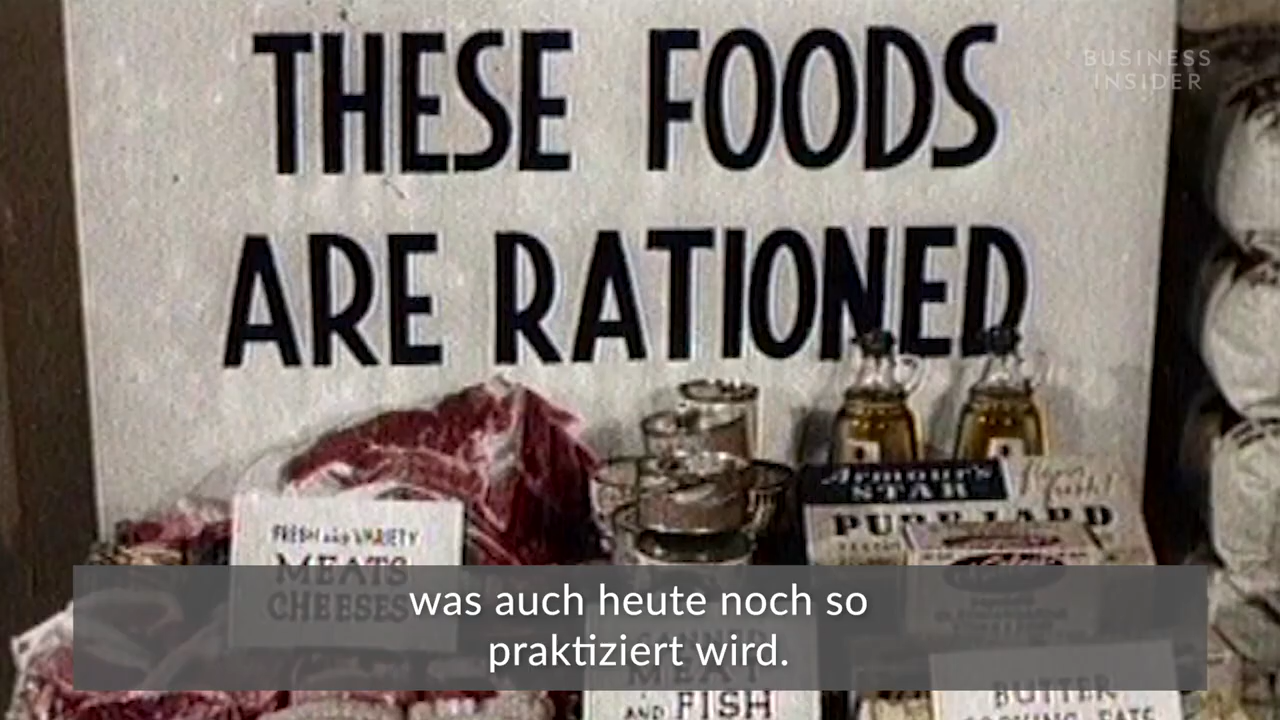 BUSINESS
INSIDER
THESE FOODS
ARE RATIONED
Armour's
STAR
PURE LARD
FRESH AND VARIETY
MEATS
CHEESES
was auch heute noch so
praktiziert wird.
CANNED
MEAT
AND FISH
BUTTER